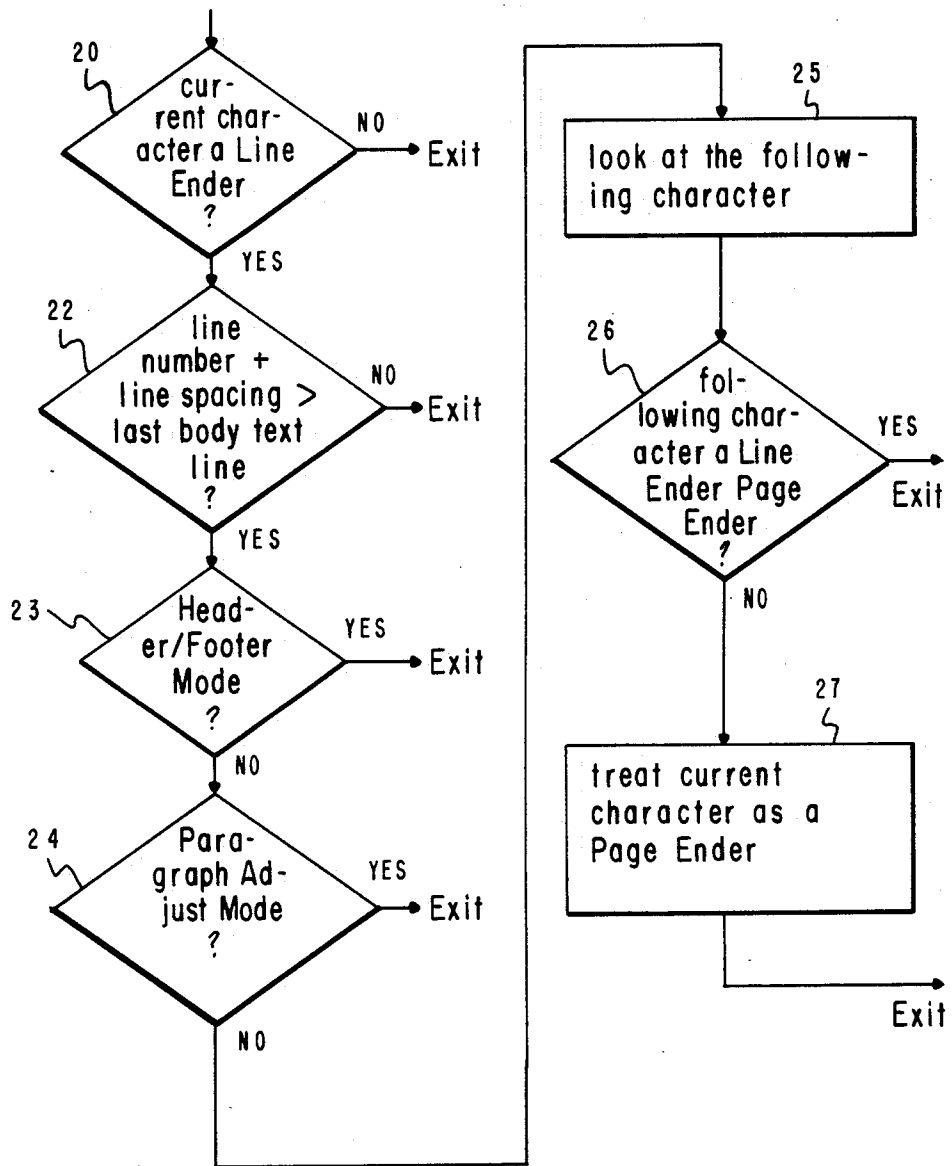 20
cur-
rent char-
acter a Line
Ender
?
NO
Exit
YES
22
line
number +
line spacing >
last body text
line
?
NO
Exit
YES
23
Head-
er/Footer
Mode
?
YES
Exit
NO
24
Para-
graph Ad-
just Mode
?
YES
Exit
NO
25
look at the follow-
ing character
26
fol-
lowing char-
acter a Line
Ender Page
Ender
?
YES
Exit
NO
27
treat current
character as a
Page Ender
Exit